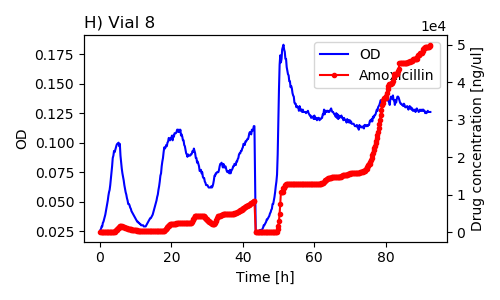 H) Vial 8
1e4
OD
Amoxicillin
0.175
0.150
0.125
0.100
0.075
0.050
0.025
OD
5
4
3
2
1
0
Drug concentration [ng/ul]
0
20
40
60
80
Time [h]